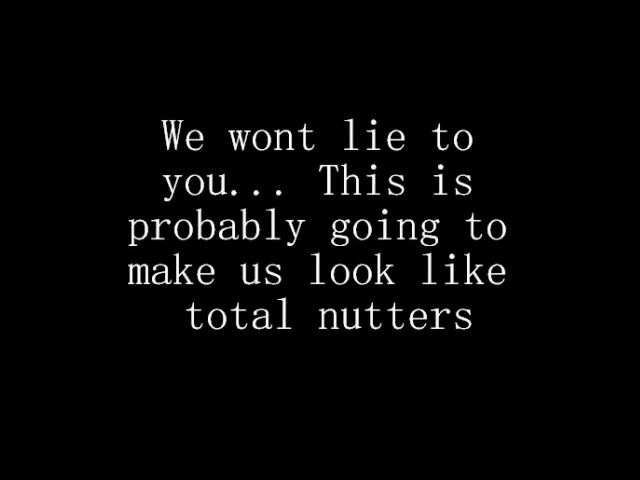 We wont lie to
you... This is
probably going to
make us look like
total nutters